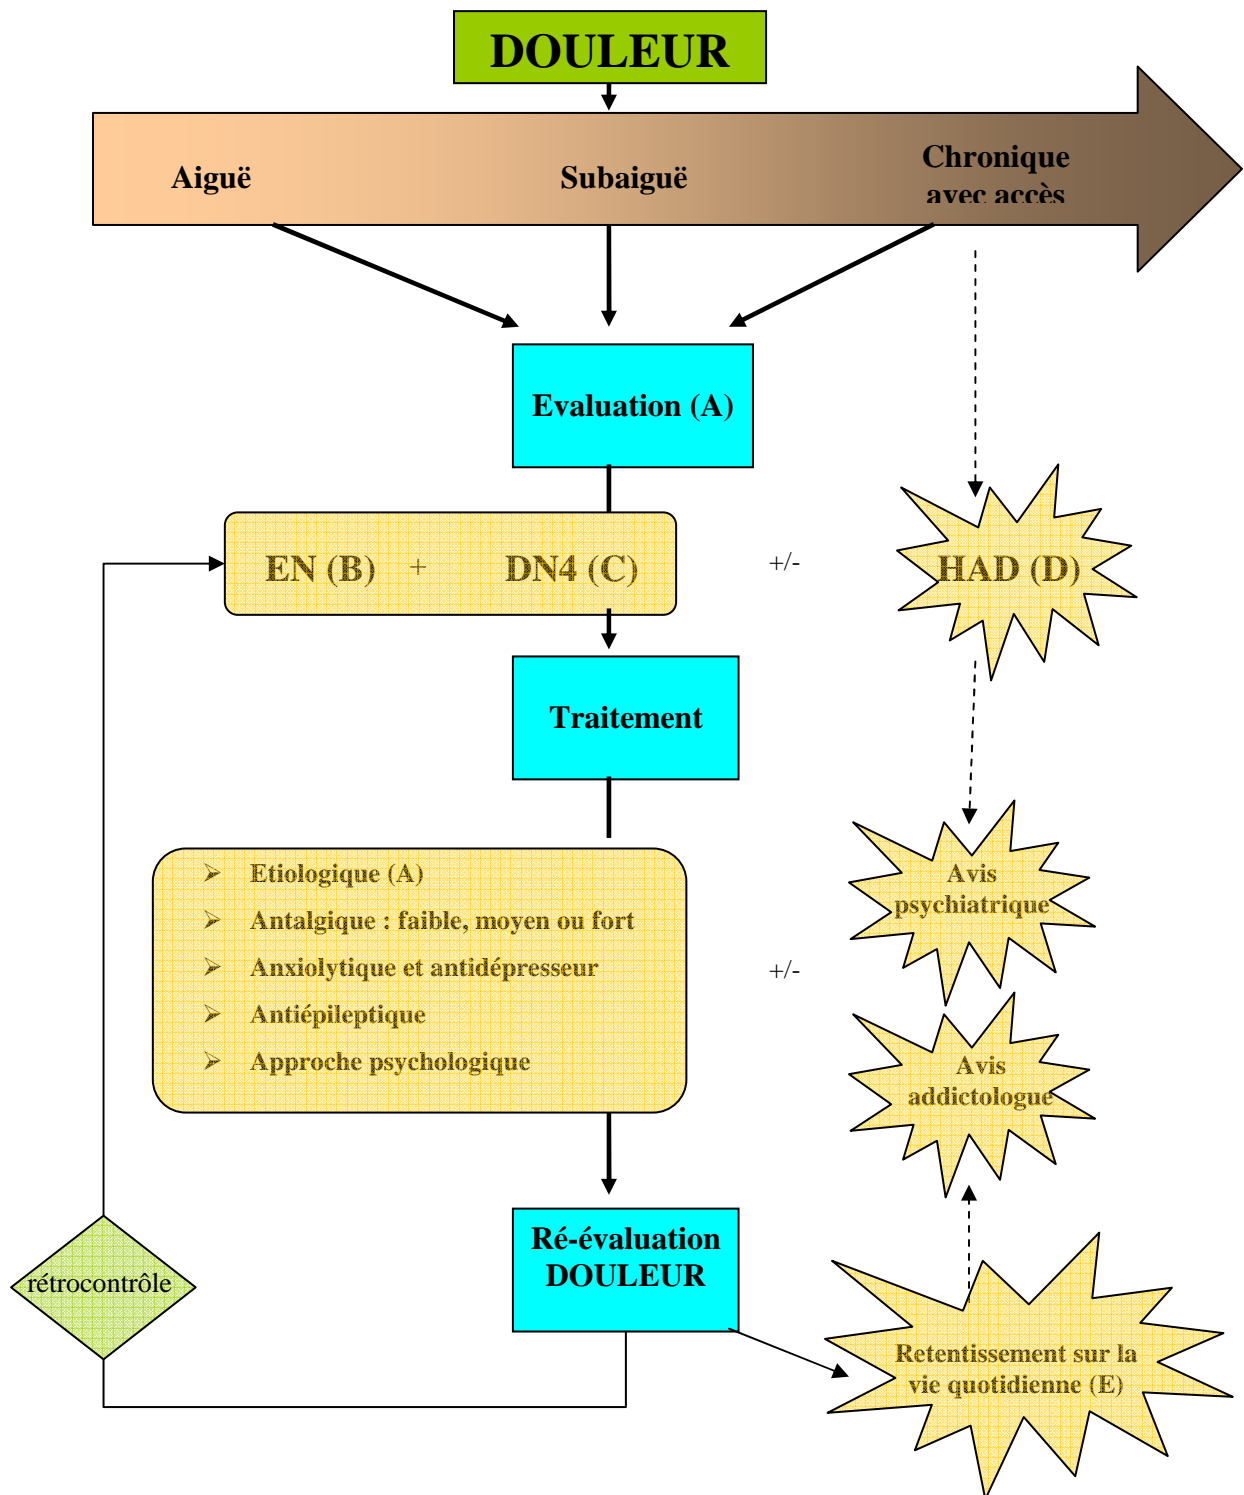 DOULEUR
Aiguë
Subaiguë
Chronique
avec accès
Evaluation (A)
EN (B) + DN4 (C)
+/-
HAD (D)
Traitement
➢ Etiologique (A)
➢ Antalgique : faible, moyen ou fort
➢ Anxiolytique et antidépresseur
➢ Antiépileptique
➢ Approche psychologique
+/-
Avis
psychiatrique
Avis
addictologue
Ré-évaluation
DOULEUR
rétrocontrôle
Retentissement sur la
vie quotidienne (E)